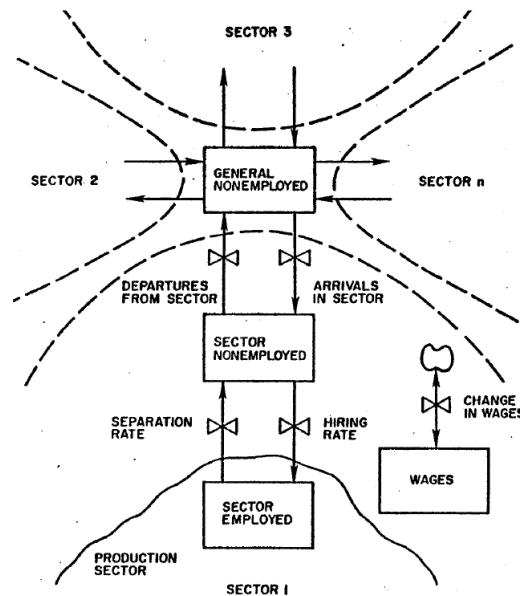 SECTOR 3
GENERAL
NONEMPLOYED
SECTOR 2
SECTOR n
DEPARTURES
FROM SECTOR
ARRIVALS
IN SECTOR
SECTOR
NONEMPLOYED
CHANGE
IN WAGES
SEPARATION
RATE
HIRING
RATE
WAGES
SECTOR
EMPLOYED
PRODUCTION
SECTOR
SECTOR 1